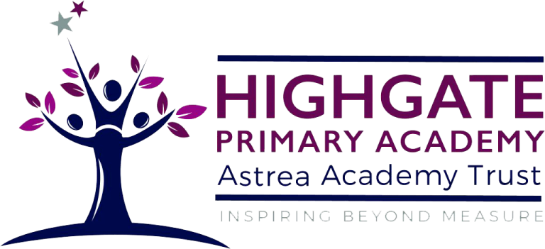 HIGHGATE
PRIMARY ACADEMY
Astrea Academy Trust
INSPIRING BEYOND MEASURE